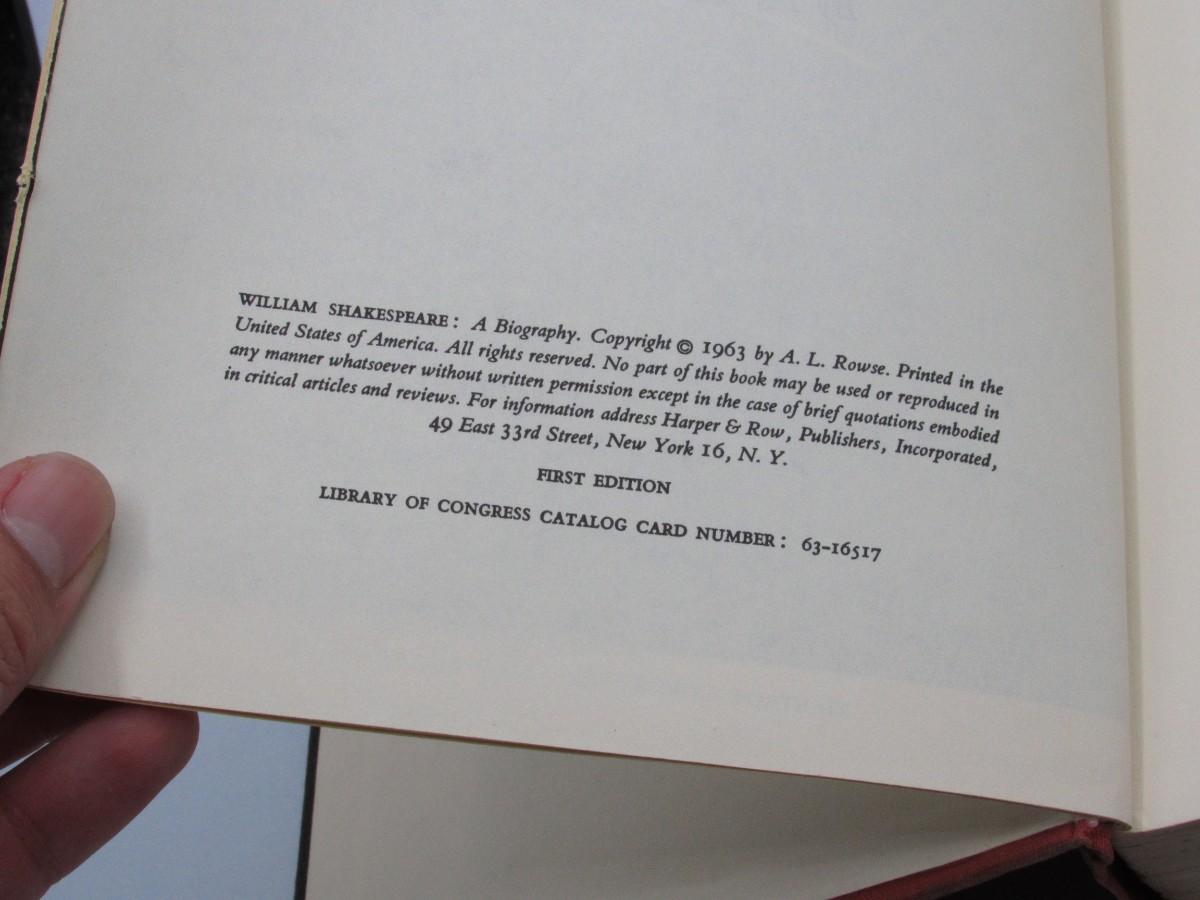 WILLIAM SHAKESPEARE: A Biography. Copyright © 1963 by A. L. Rowse. Printed in the
United States of America. All rights reserved. No part of this book may be used or reproduced in
any manner whatsoever without written permission except in the case of brief quotations embodied
in critical articles and reviews. For information address Harper & Row, Publishers, Incorporated,
49 East 33rd Street, New York 16, N. Y.
FIRST EDITION
LIBRARY OF CONGRESS CATALOG CARD NUMBER: 63-16517